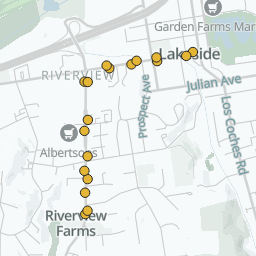 Garden Farms Mar
Lakeside
RIVERVIEW
Julian Ave
Prospect Ave
Los Coches Rd
Albertsons
Riverview
Farms